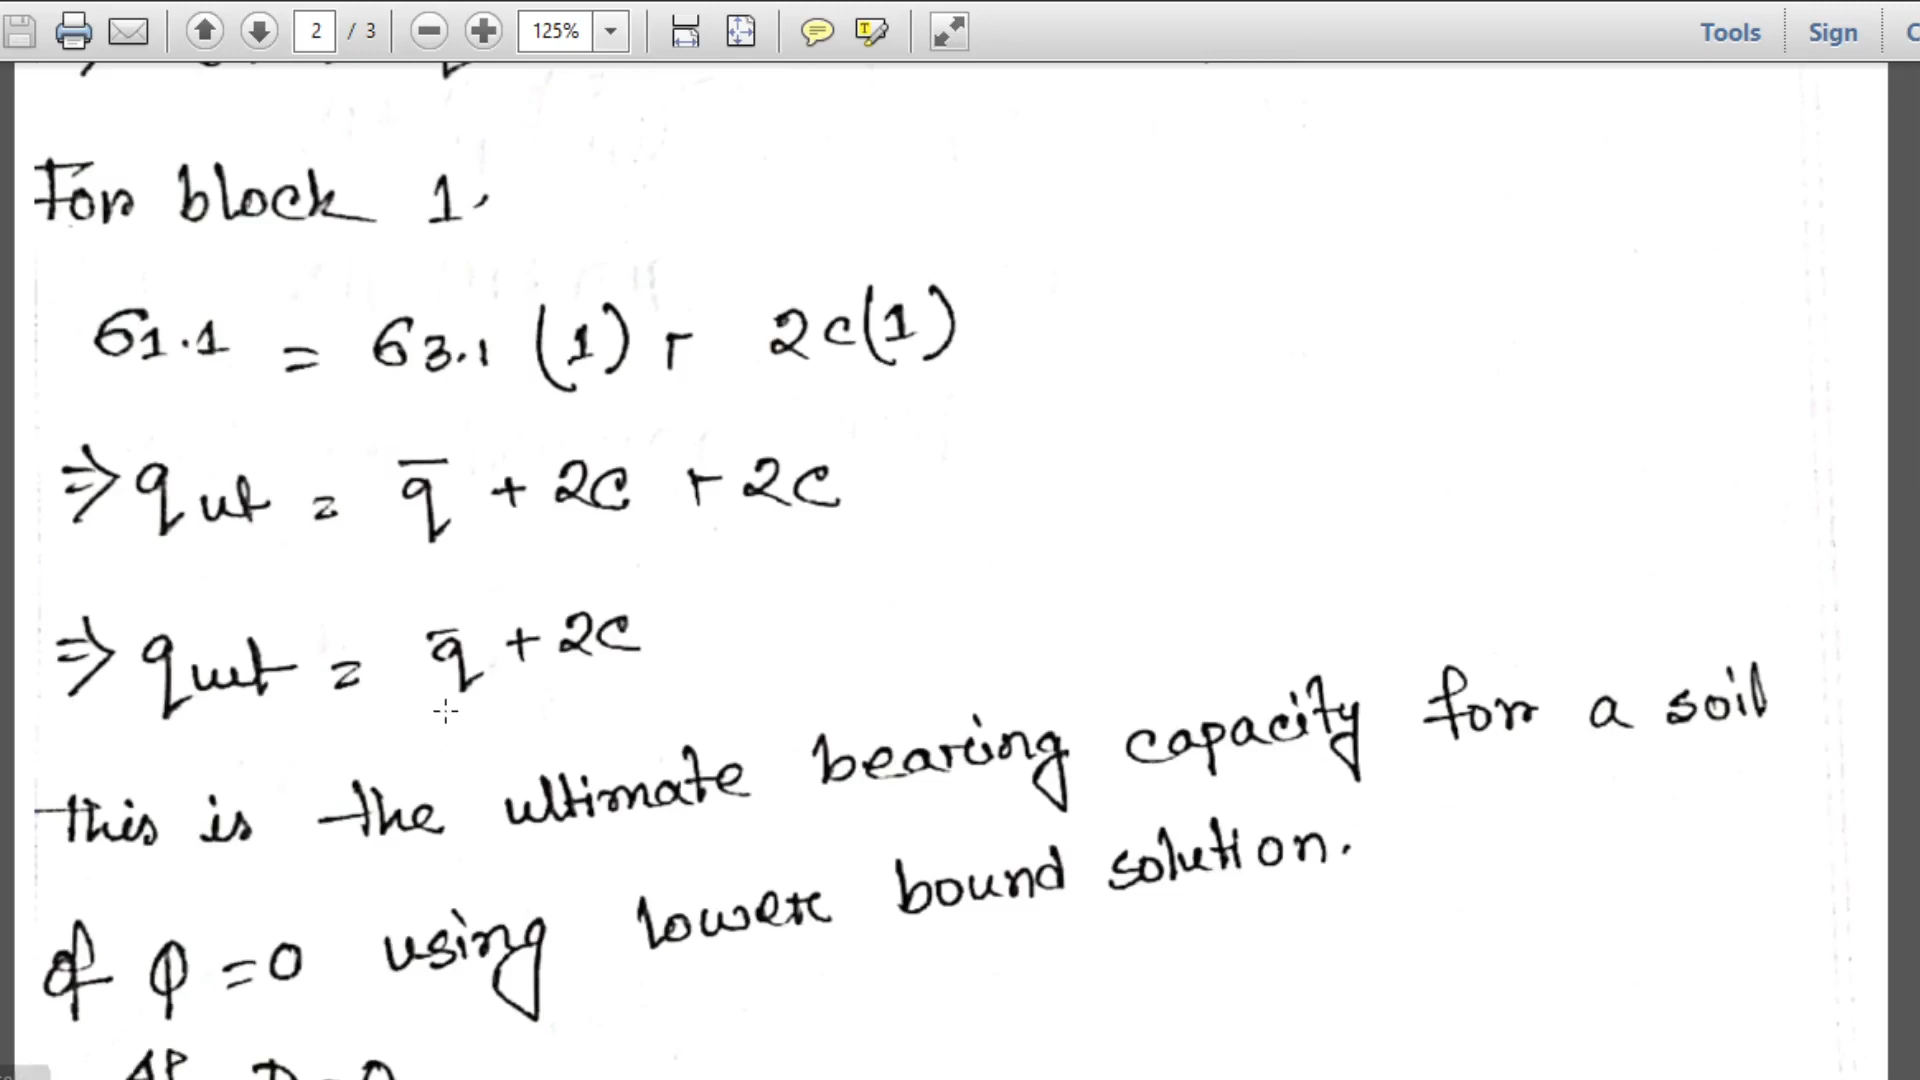 2 / 3
125%
Tools
Sign
For block 1.
σ1.1 = σ3.1 (1) + 2c(1)
⇒ qult = q̄ + 2c + 2c
⇒ qult = q̄ + 2c
this is the ultimate bearing capacity for a soil
of φ = 0 using lower bound solution.